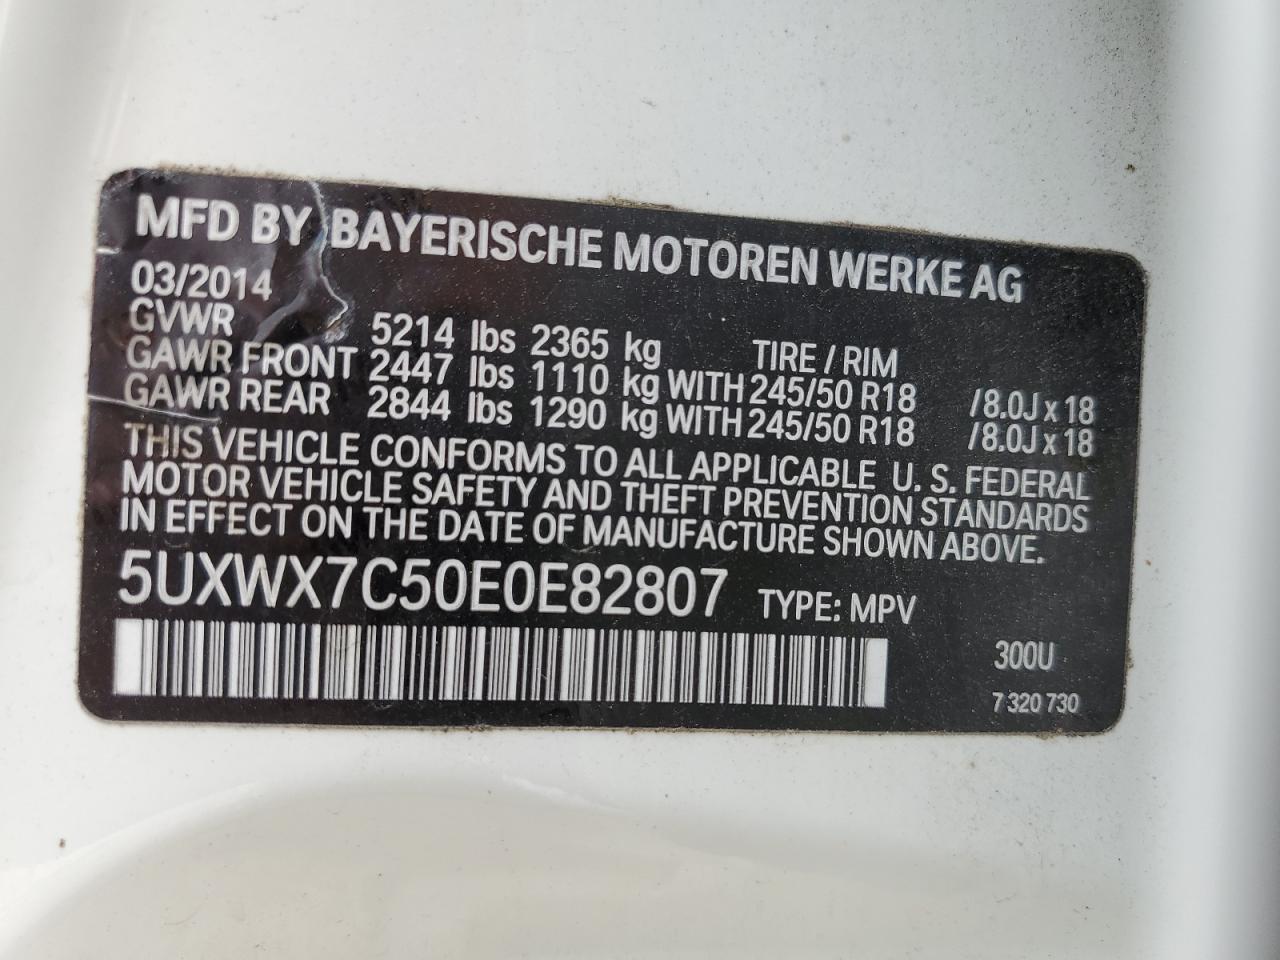 MFD BY BAYERISCHE MOTOREN WERKE AG
03/2014
GVWR 5214 lbs 2365 kg TIRE / RIM
GAWR FRONT 2447 lbs 1110 kg WITH 245/50 R18 /8.0J x 18
GAWR REAR 2844 lbs 1290 kg WITH 245/50 R18 /8.0J x 18
THIS VEHICLE CONFORMS TO ALL APPLICABLE U. S. FEDERAL
MOTOR VEHICLE SAFETY AND THEFT PREVENTION STANDARDS
IN EFFECT ON THE DATE OF MANUFACTURE SHOWN ABOVE.
5UXWX7C50E0E82807 TYPE: MPV
300U
7 320 730